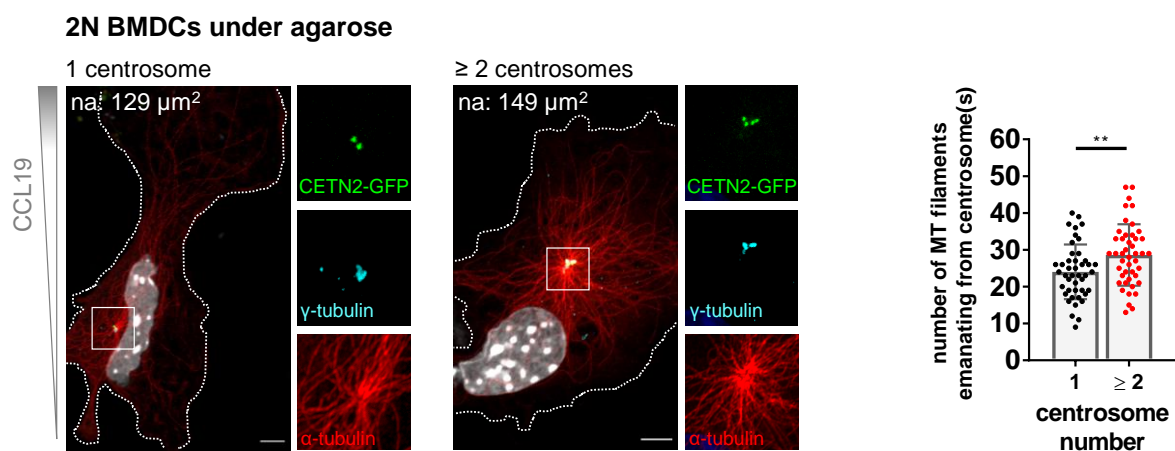 2N BMDCs under agarose
1 centrosome
na: 129 µm²
CCL19
CETN2-GFP
γ-tubulin
α-tubulin
≥ 2 centrosomes
na: 149 µm²
CETN2-GFP
γ-tubulin
α-tubulin
number of MT filaments
emanating from centrosome(s)
60
50
40
30
20
10
0
**
1
≥ 2
centrosome
number